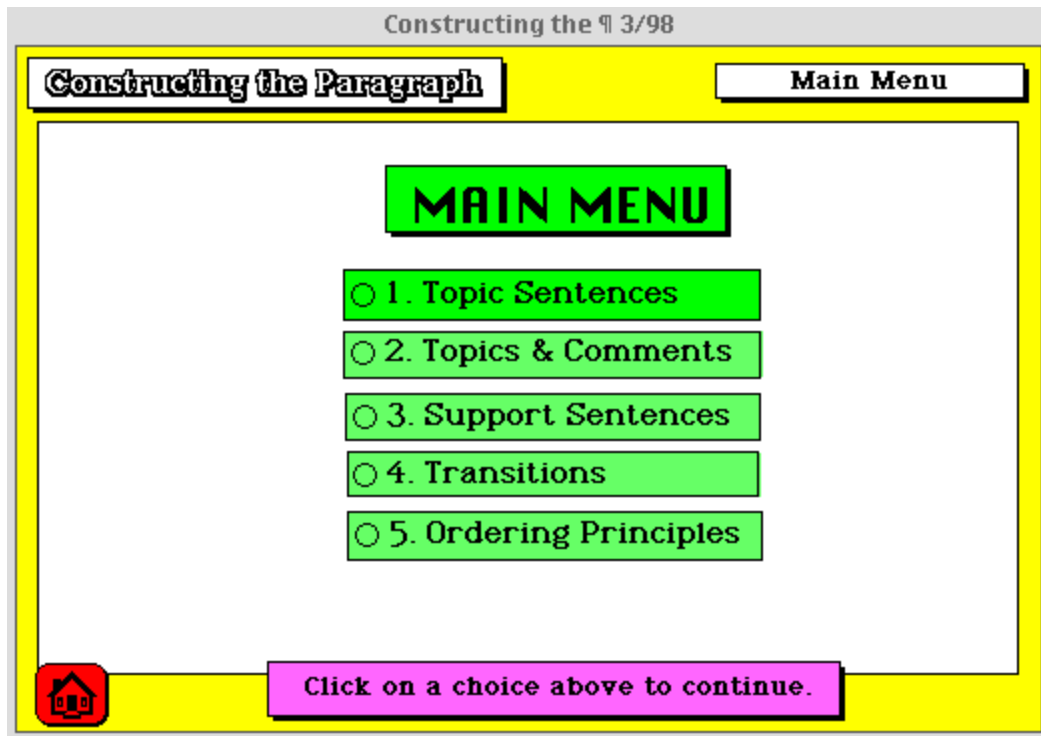 Constructing the ¶ 3/98
Constructing the Paragraph
Main Menu
MAIN MENU
1. Topic Sentences
2. Topics & Comments
3. Support Sentences
4. Transitions
5. Ordering Principles
Click on a choice above to continue.